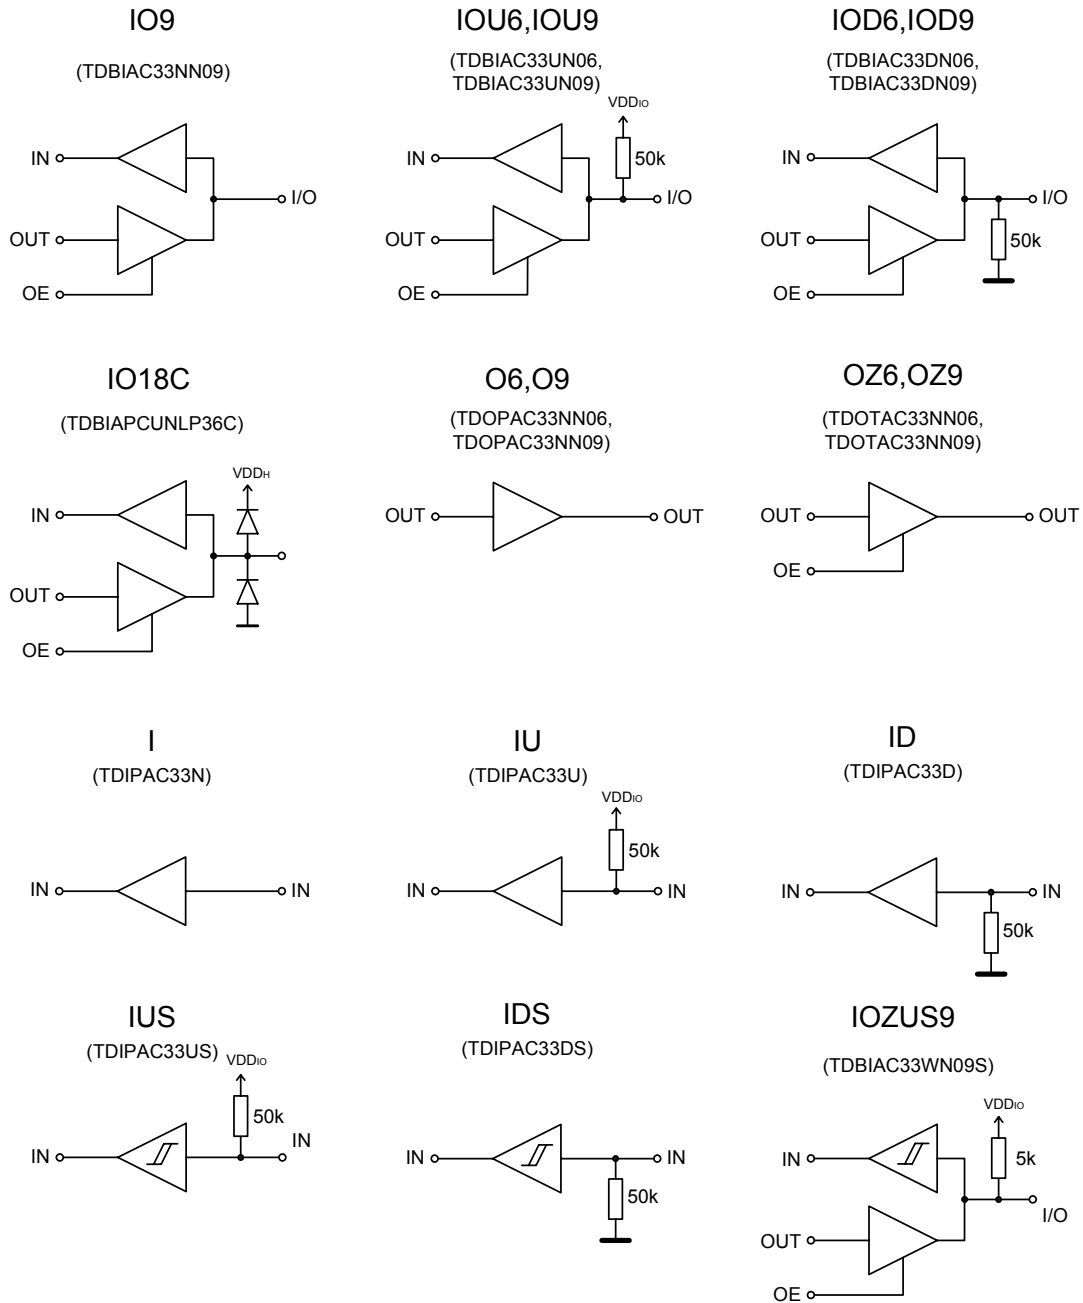 IO9
(TDBIAC33NN09)
IN
OUT
OE
I/O
IOU6,IOU9
(TDBIAC33UN06,
TDBIAC33UN09)
VDDIO
50k
IN
OUT
OE
I/O
IOD6,IOD9
(TDBIAC33DN06,
TDBIAC33DN09)
IN
I/O
OUT
50k
OE
IO18C
(TDBIAPCUNLP36C)
VDDH
IN
OUT
OE
O6,O9
(TDOPAC33NN06,
TDOPAC33NN09)
OUT
OUT
OZ6,OZ9
(TDOTAC33NN06,
TDOTAC33NN09)
OUT
OUT
OE
I
(TDIPAC33N)
IN
IN
IU
(TDIPAC33U)
VDDIO
50k
IN
IN
ID
(TDIPAC33D)
IN
IN
50k
IUS
(TDIPAC33US)
VDDIO
50k
IN
IN
IDS
(TDIPAC33DS)
IN
IN
50k
IOZUS9
(TDBIAC33WN09S)
VDDIO
5k
IN
I/O
OUT
OE